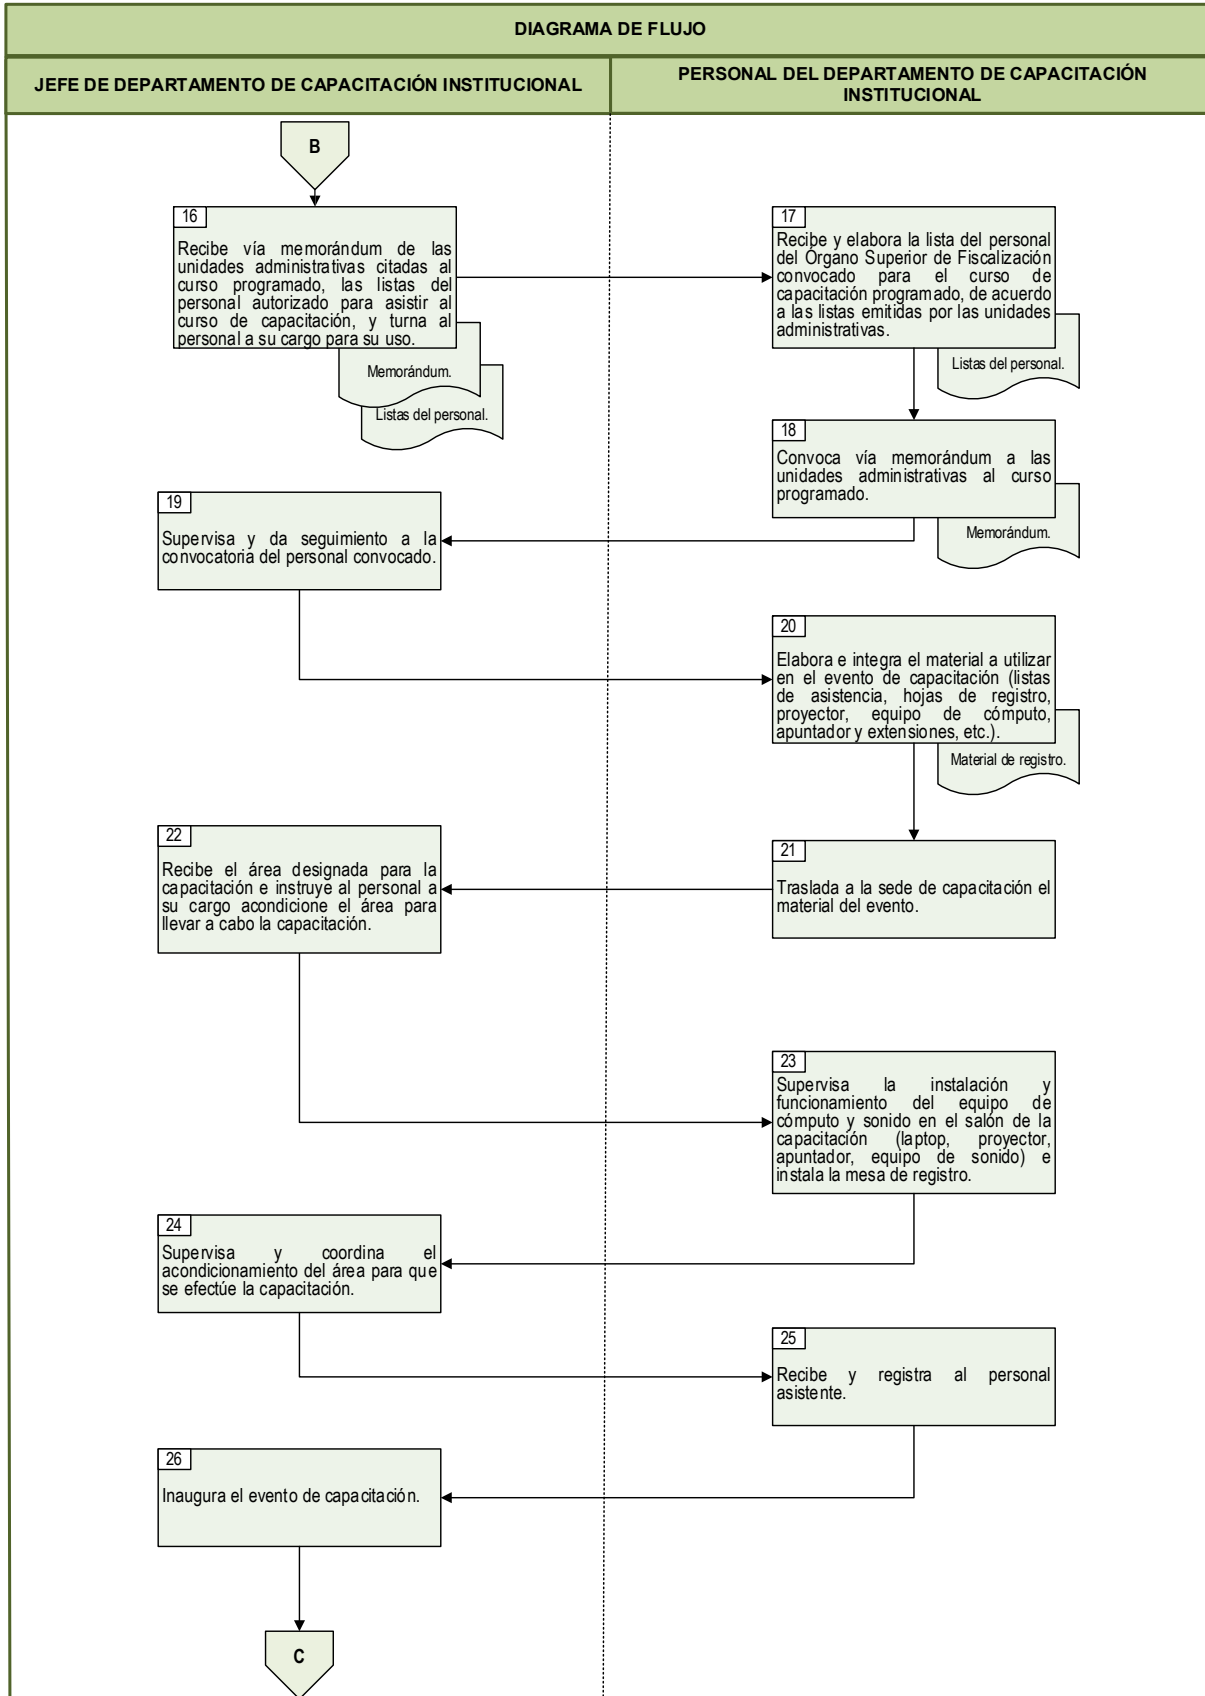 DIAGRAMA DE FLUJO
JEFE DE DEPARTAMENTO DE CAPACITACIÓN INSTITUCIONAL
PERSONAL DEL DEPARTAMENTO DE CAPACITACIÓN
INSTITUCIONAL
B
16
Recibe vía memorándum de las
unidades administrativas citadas al
curso programado, las listas del
personal autorizado para asistir al
curso de capacitación, y turna al
personal a su cargo para su uso.
Memorándum.
Listas del personal.
17
Recibe y elabora la lista del personal
del Órgano Superior de Fiscalización
convocado para el curso de
capacitación programado, de acuerdo
a las listas emitidas por las unidades
administrativas.
Listas del personal.
18
Convoca vía memorándum a las
unidades administrativas al curso
programado.
Memorándum.
19
Supervisa y da seguimiento a la
convocatoria del personal convocado.
20
Elabora e integra el material a utilizar
en el evento de capacitación (listas
de asistencia, hojas de registro,
proyector, equipo de cómputo,
apuntador y extensiones, etc.).
Material de registro.
21
Traslada a la sede de capacitación el
material del evento.
22
Recibe el área designada para la
capacitación e instruye al personal a
su cargo acondicione el área para
llevar a cabo la capacitación.
23
Supervisa la instalación y
funcionamiento del equipo de
cómputo y sonido en el salón de la
capacitación (laptop, proyector,
apuntador, equipo de sonido) e
instala la mesa de registro.
24
Supervisa y coordina el
acondicionamiento del área para que
se efectúe la capacitación.
25
Recibe y registra al personal
asistente.
26
Inaugura el evento de capacitación.
C